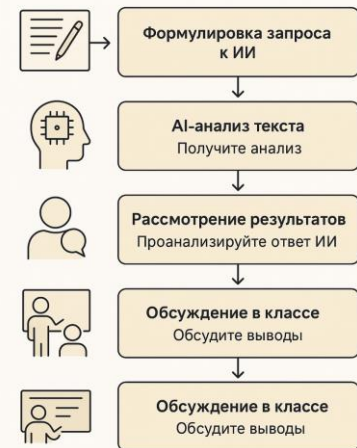 Формулировка запроса
к ИИ
AI-анализ текста
Получите анализ
Рассмотрение результатов
Проанализируйте ответ ИИ
Обсуждение в классе
Обсудите выводы
Обсуждение в классе
Обсудите выводы